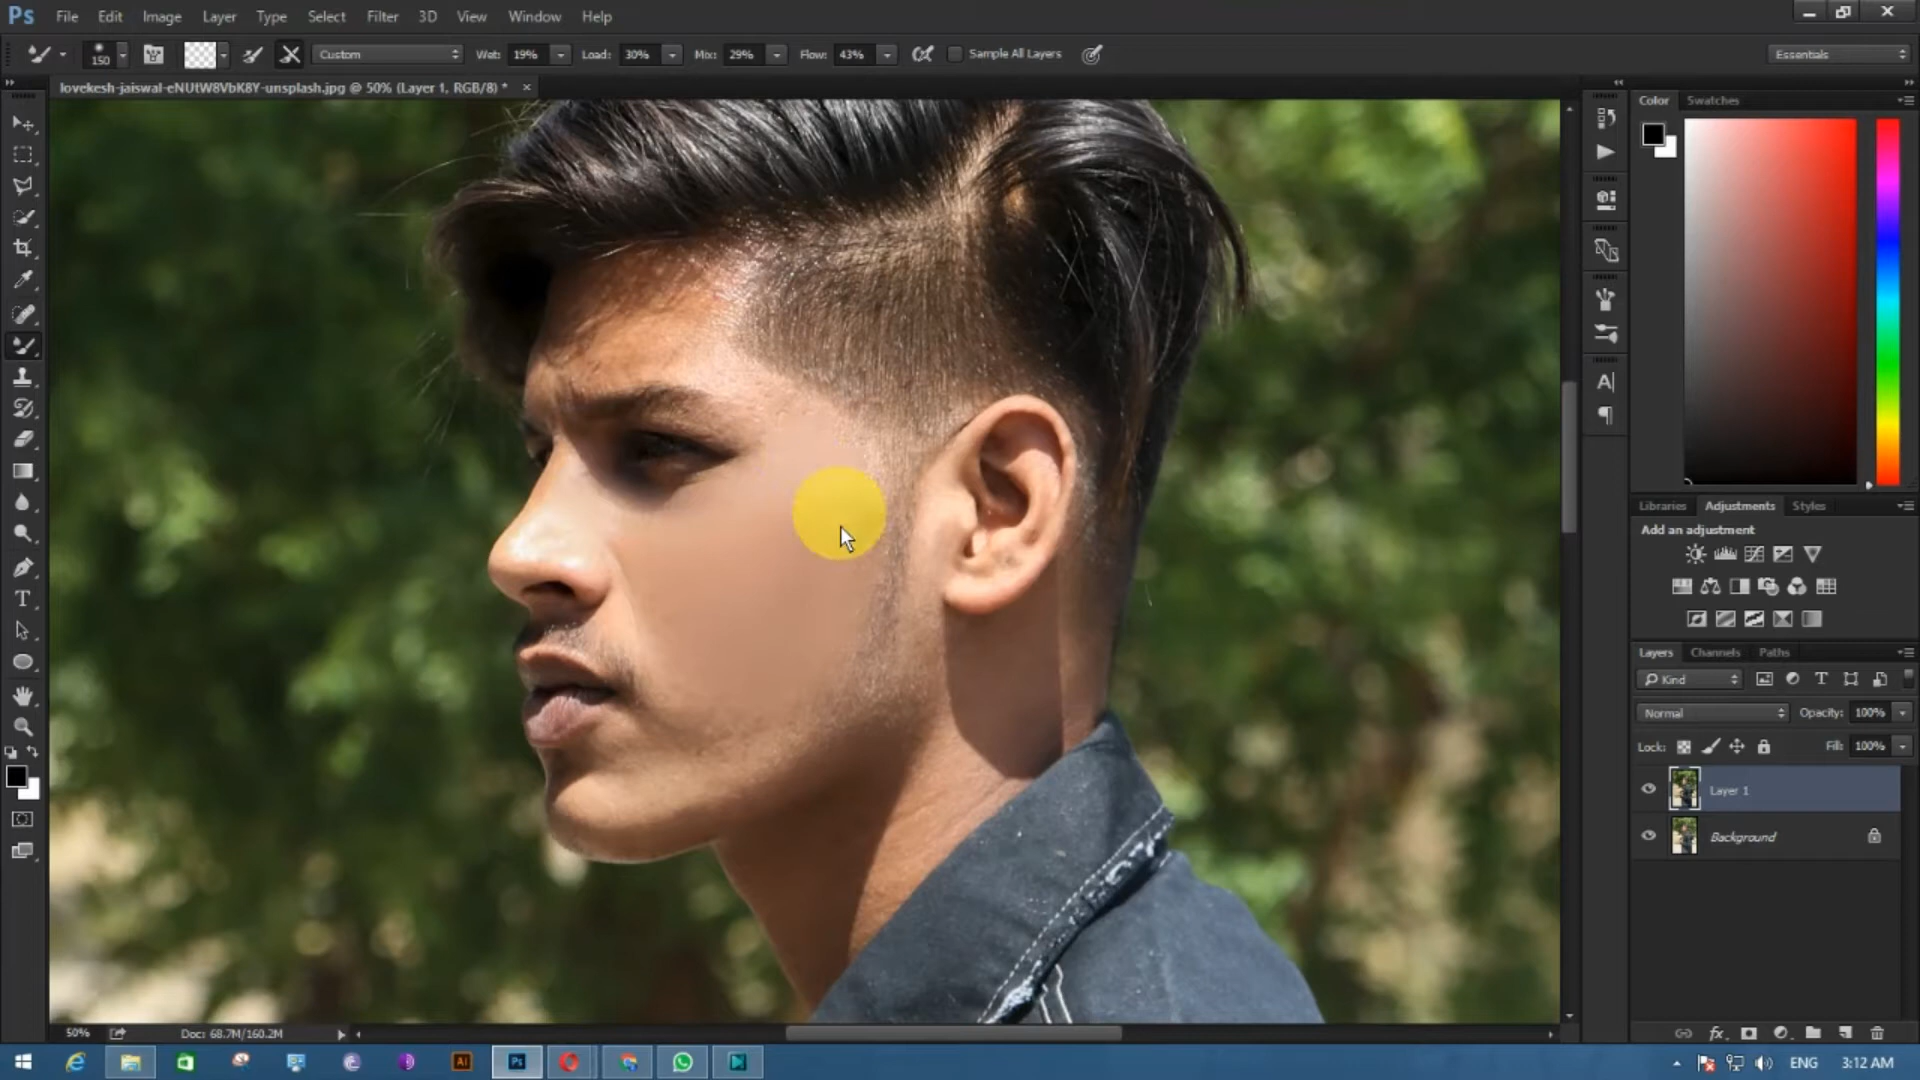 Ps File Edit Image Layer Type Select Filter 3D View Window Help
150 Custom Wet: 19% Load: 30% Mix: 29% Flow: 43% Sample All Layers Essentials
lovekesh-jaiswal-eNUtW8VbK8Y-unsplash.jpg @ 50% (Layer 1, RGB/8) * ×
Color Swatches
Libraries Adjustments Styles
Add an adjustment
Layers Channels Paths
Kind
Normal Opacity: 100%
Lock: Fill: 100%
Layer 1
Background
50% Doc: 68.7M/160.2M
Ai Ps ENG 3:12 AM